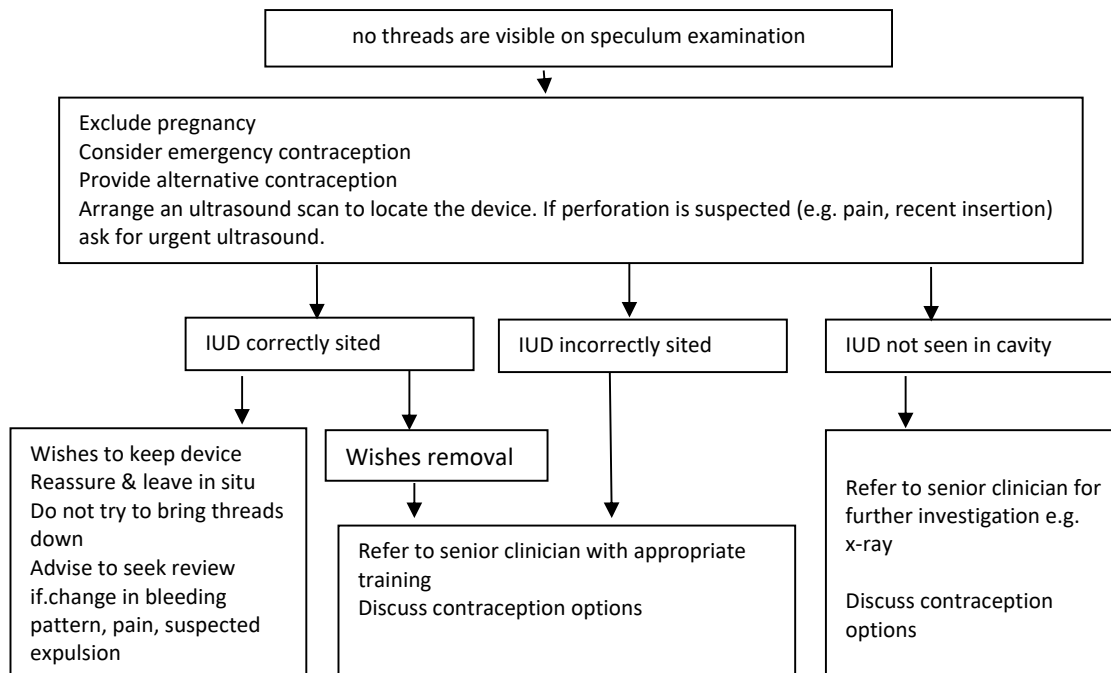 no threads are visible on speculum examination
Exclude pregnancy
Consider emergency contraception
Provide alternative contraception
Arrange an ultrasound scan to locate the device. If perforation is suspected (e.g. pain, recent insertion)
ask for urgent ultrasound.
IUD correctly sited
IUD incorrectly sited
IUD not seen in cavity
Wishes to keep device
Reassure & leave in situ
Do not try to bring threads
down
Advise to seek review
if.change in bleeding
pattern, pain, suspected
expulsion
Wishes removal
Refer to senior clinician with appropriate
training
Discuss contraception options
Refer to senior clinician for
further investigation e.g.
x-ray
Discuss contraception
options